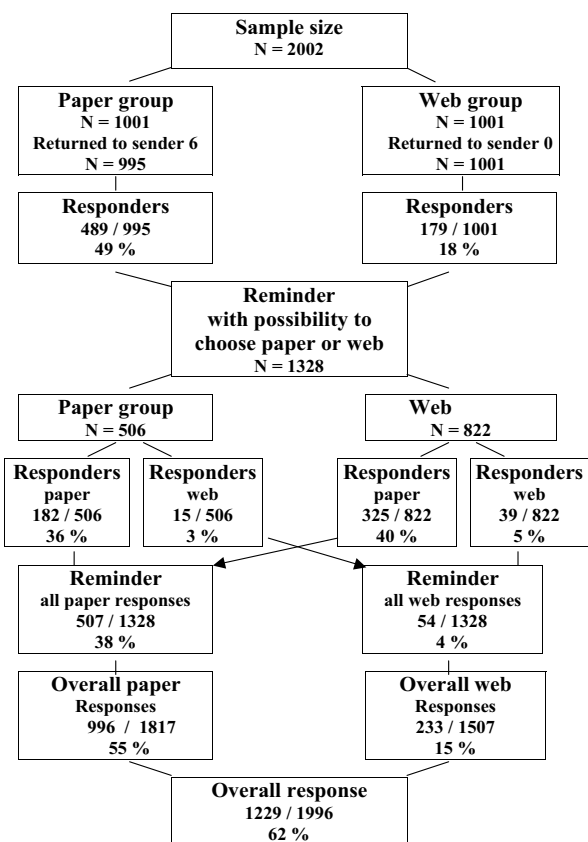 Sample size
N = 2002
Paper group
N = 1001
Returned to sender 6
N = 995
Web group
N = 1001
Returned to sender 0
N = 1001
Responders
489 / 995
49 %
Responders
179 / 1001
18 %
Reminder
with possibility to
choose paper or web
N = 1328
Paper group
N = 506
Web
N = 822
Responders
paper
182 / 506
36 %
Responders
web
15 / 506
3 %
Responders
paper
325 / 822
40 %
Responders
web
39 / 822
5 %
Reminder
all paper responses
507 / 1328
38 %
Reminder
all web responses
54 / 1328
4 %
Overall paper
Responses
996 / 1817
55 %
Overall web
Responses
233 / 1507
15 %
Overall response
1229 / 1996
62 %